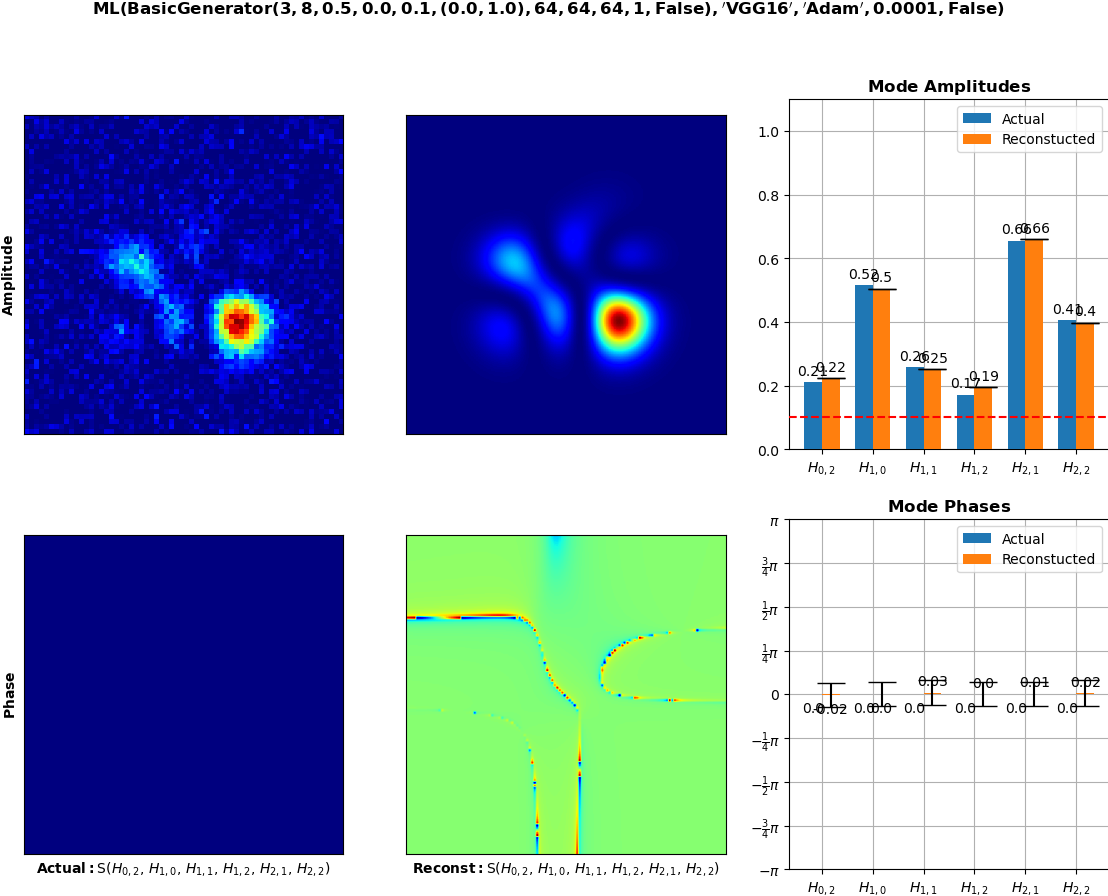 ML(BasicGenerator(3, 8, 0.5, 0.0, 0.1, (0.0, 1.0), 64, 64, 64, 1, False), ′VGG16′, ′Adam′, 0.0001, False)
Amplitude
Mode Amplitudes
Actual
Reconstucted
1.0
0.8
0.6
0.4
0.2
0.0
0.21
0.22
0.52
0.5
0.26
0.25
0.17
0.19
0.66
0.66
0.41
0.4
H0,2 H1,0 H1,1 H1,2 H2,1 H2,2
Phase
Actual: S(H0,2, H1,0, H1,1, H1,2, H2,1, H2,2)
Reconst: S(H0,2, H1,0, H1,1, H1,2, H2,1, H2,2)
Mode Phases
Actual
Reconstucted
π
3/4 π
1/2 π
1/4 π
0
−1/4 π
−1/2 π
−3/4 π
−π
0.0
-0.02
0.0
0.0
0.0
0.03
0.0
0.0
0.0
0.01
0.0
0.02
H0,2 H1,0 H1,1 H1,2 H2,1 H2,2